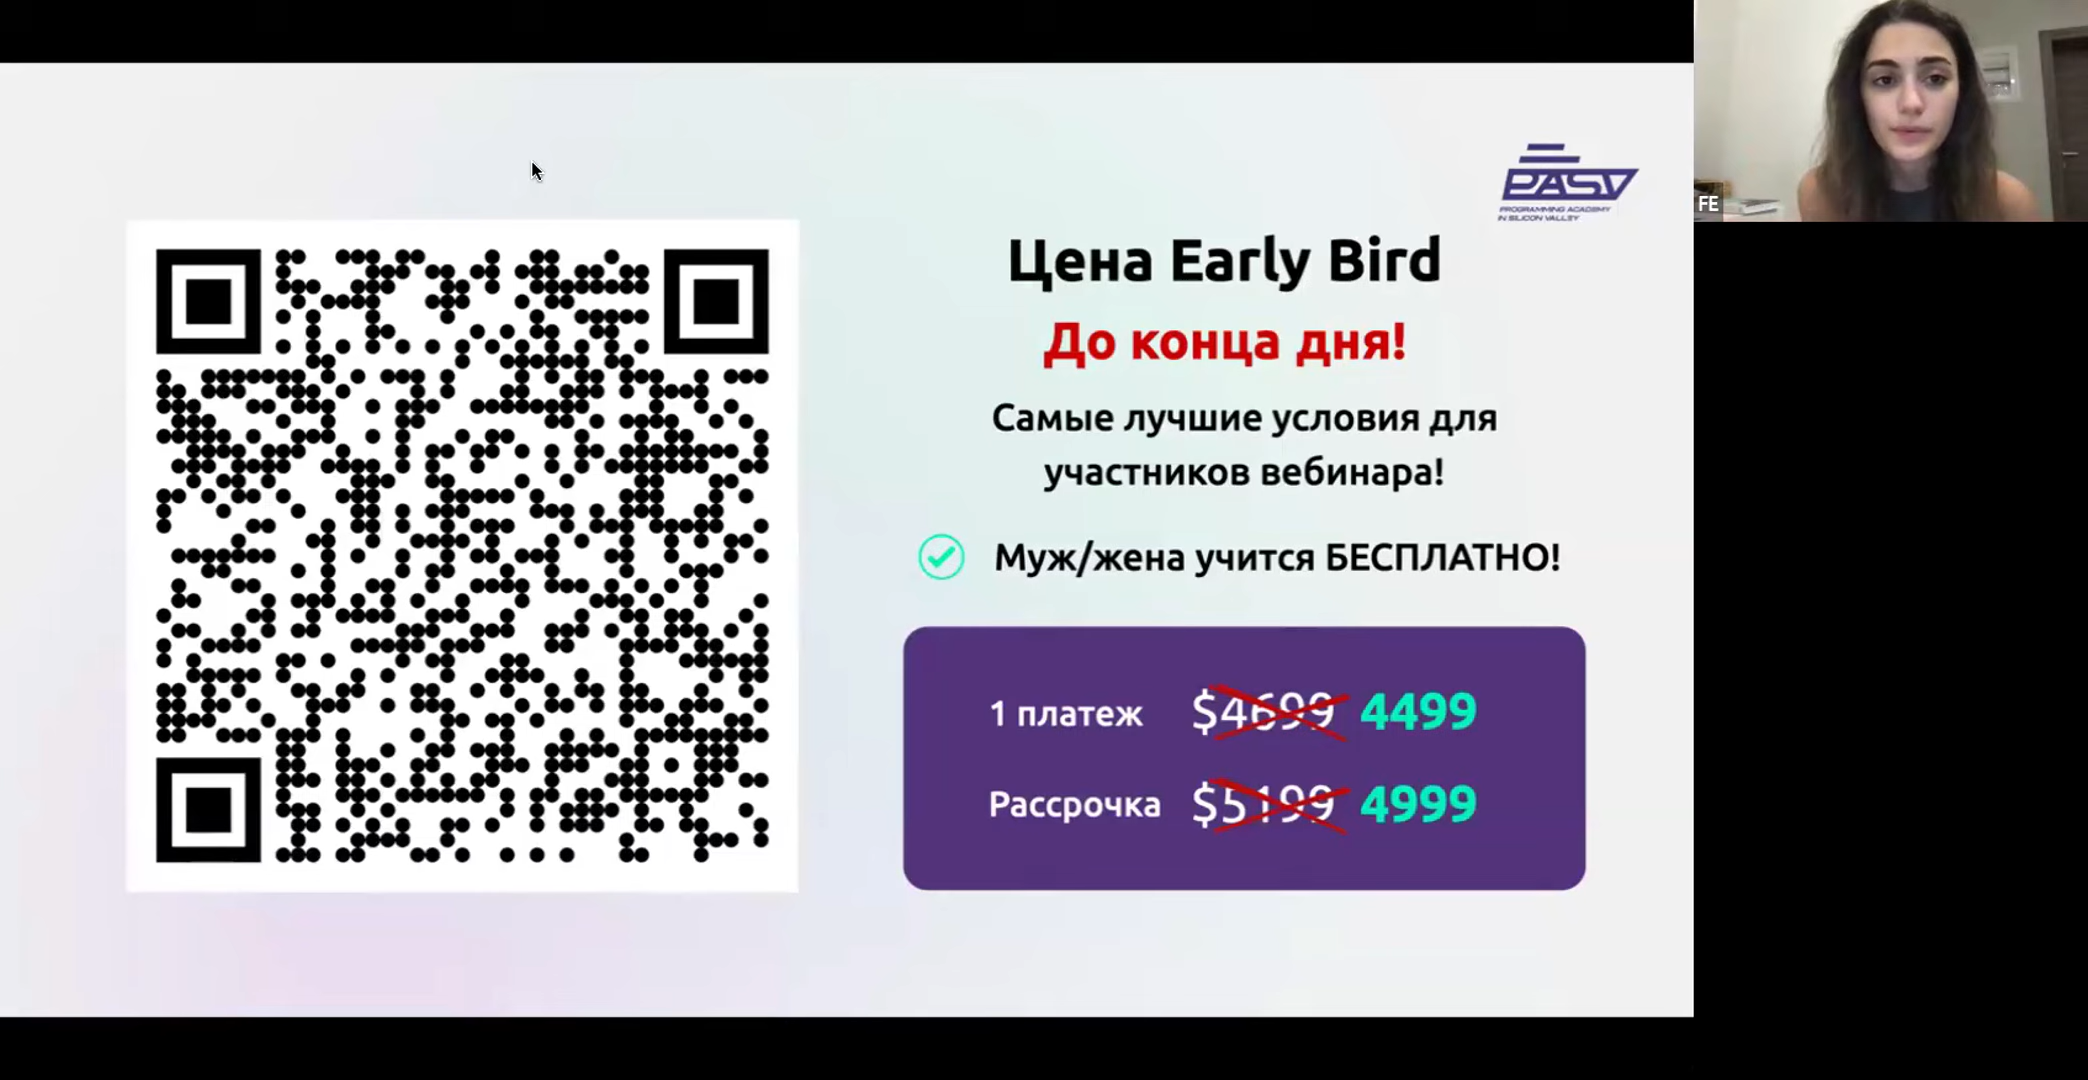 PASV
PROGRAMMING ACADEMY
IN SILICON VALLEY
FE
Цена Early Bird
До конца дня!
Самые лучшие условия для
участников вебинара!
Муж/жена учится БЕСПЛАТНО!
1 платеж $4699 4499
Рассрочка $5199 4999